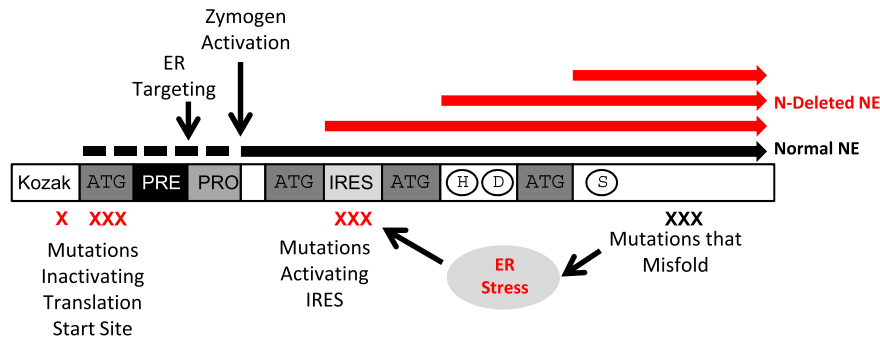 Zymogen
Activation
ER
Targeting
N-Deleted NE
Normal NE
Kozak ATG PRE PRO ATG IRES ATG H D ATG S
X XXX XXX XXX
Mutations
Inactivating
Translation
Start Site
Mutations
Activating
IRES
ER
Stress
Mutations that
Misfold